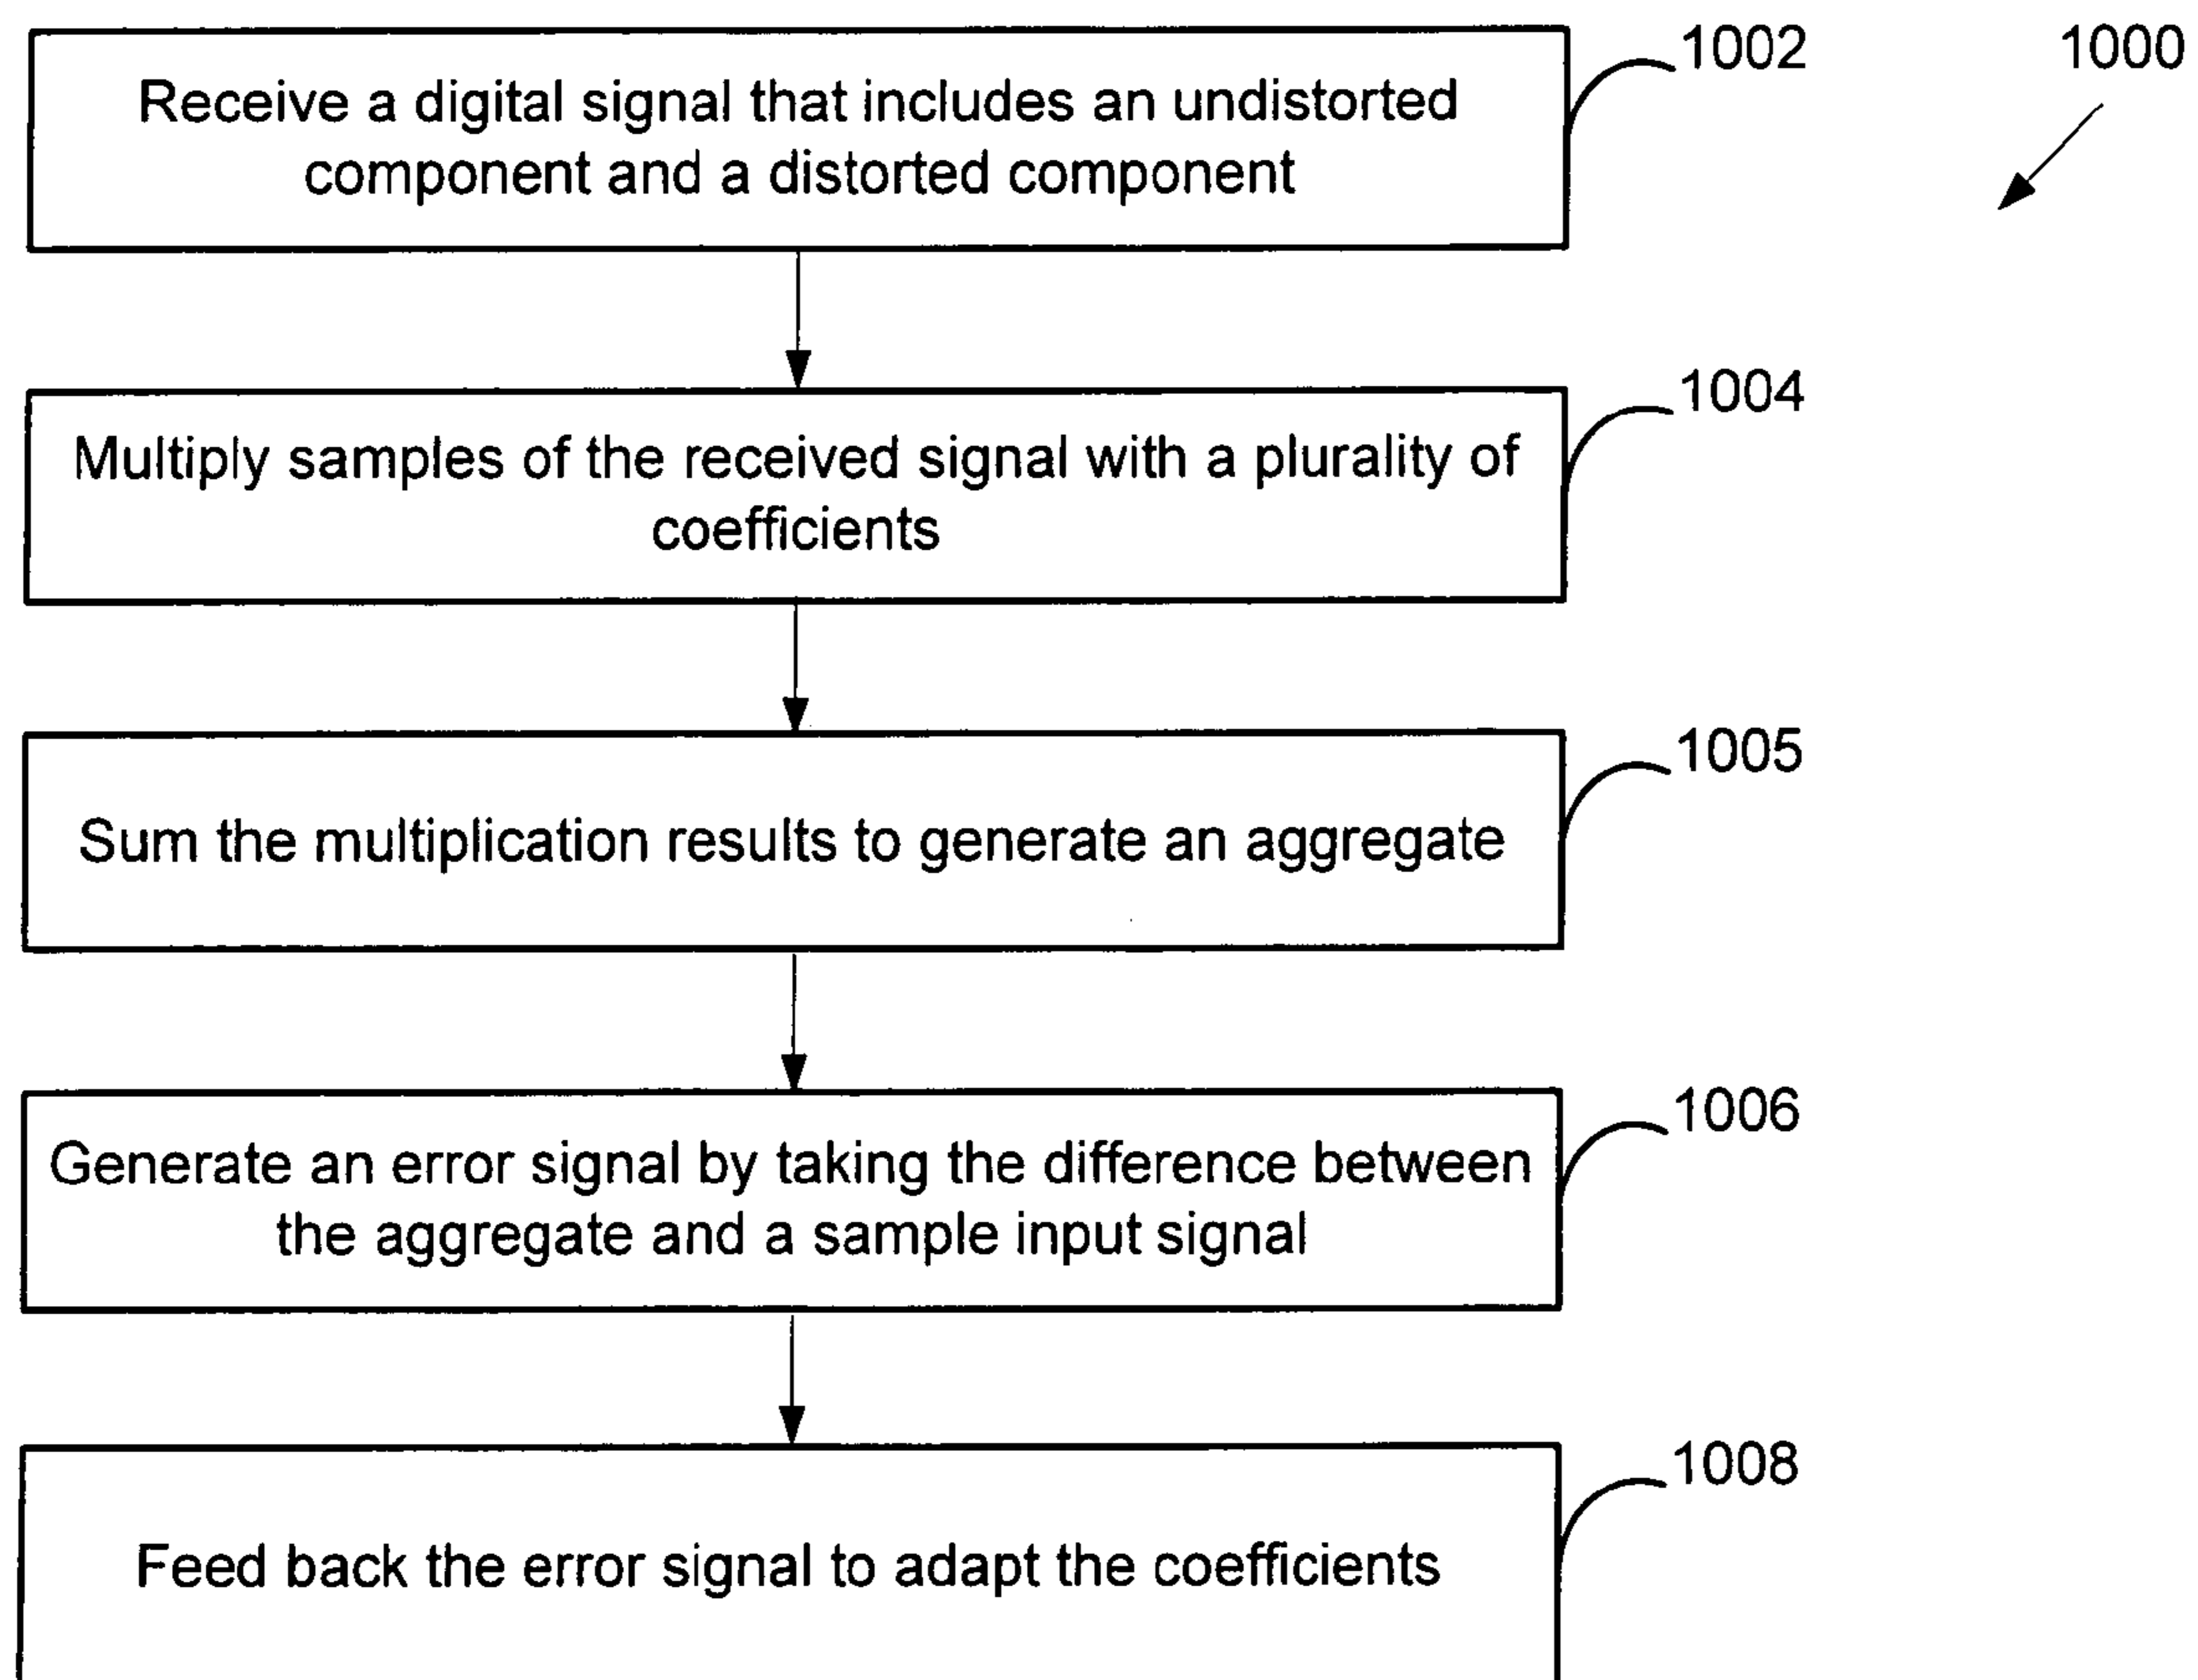 1002
1000
Receive a digital signal that includes an undistorted
component and a distorted component
1004
Multiply samples of the received signal with a plurality of
coefficients
1005
Sum the multiplication results to generate an aggregate
1006
Generate an error signal by taking the difference between
the aggregate and a sample input signal
1008
Feed back the error signal to adapt the coefficients